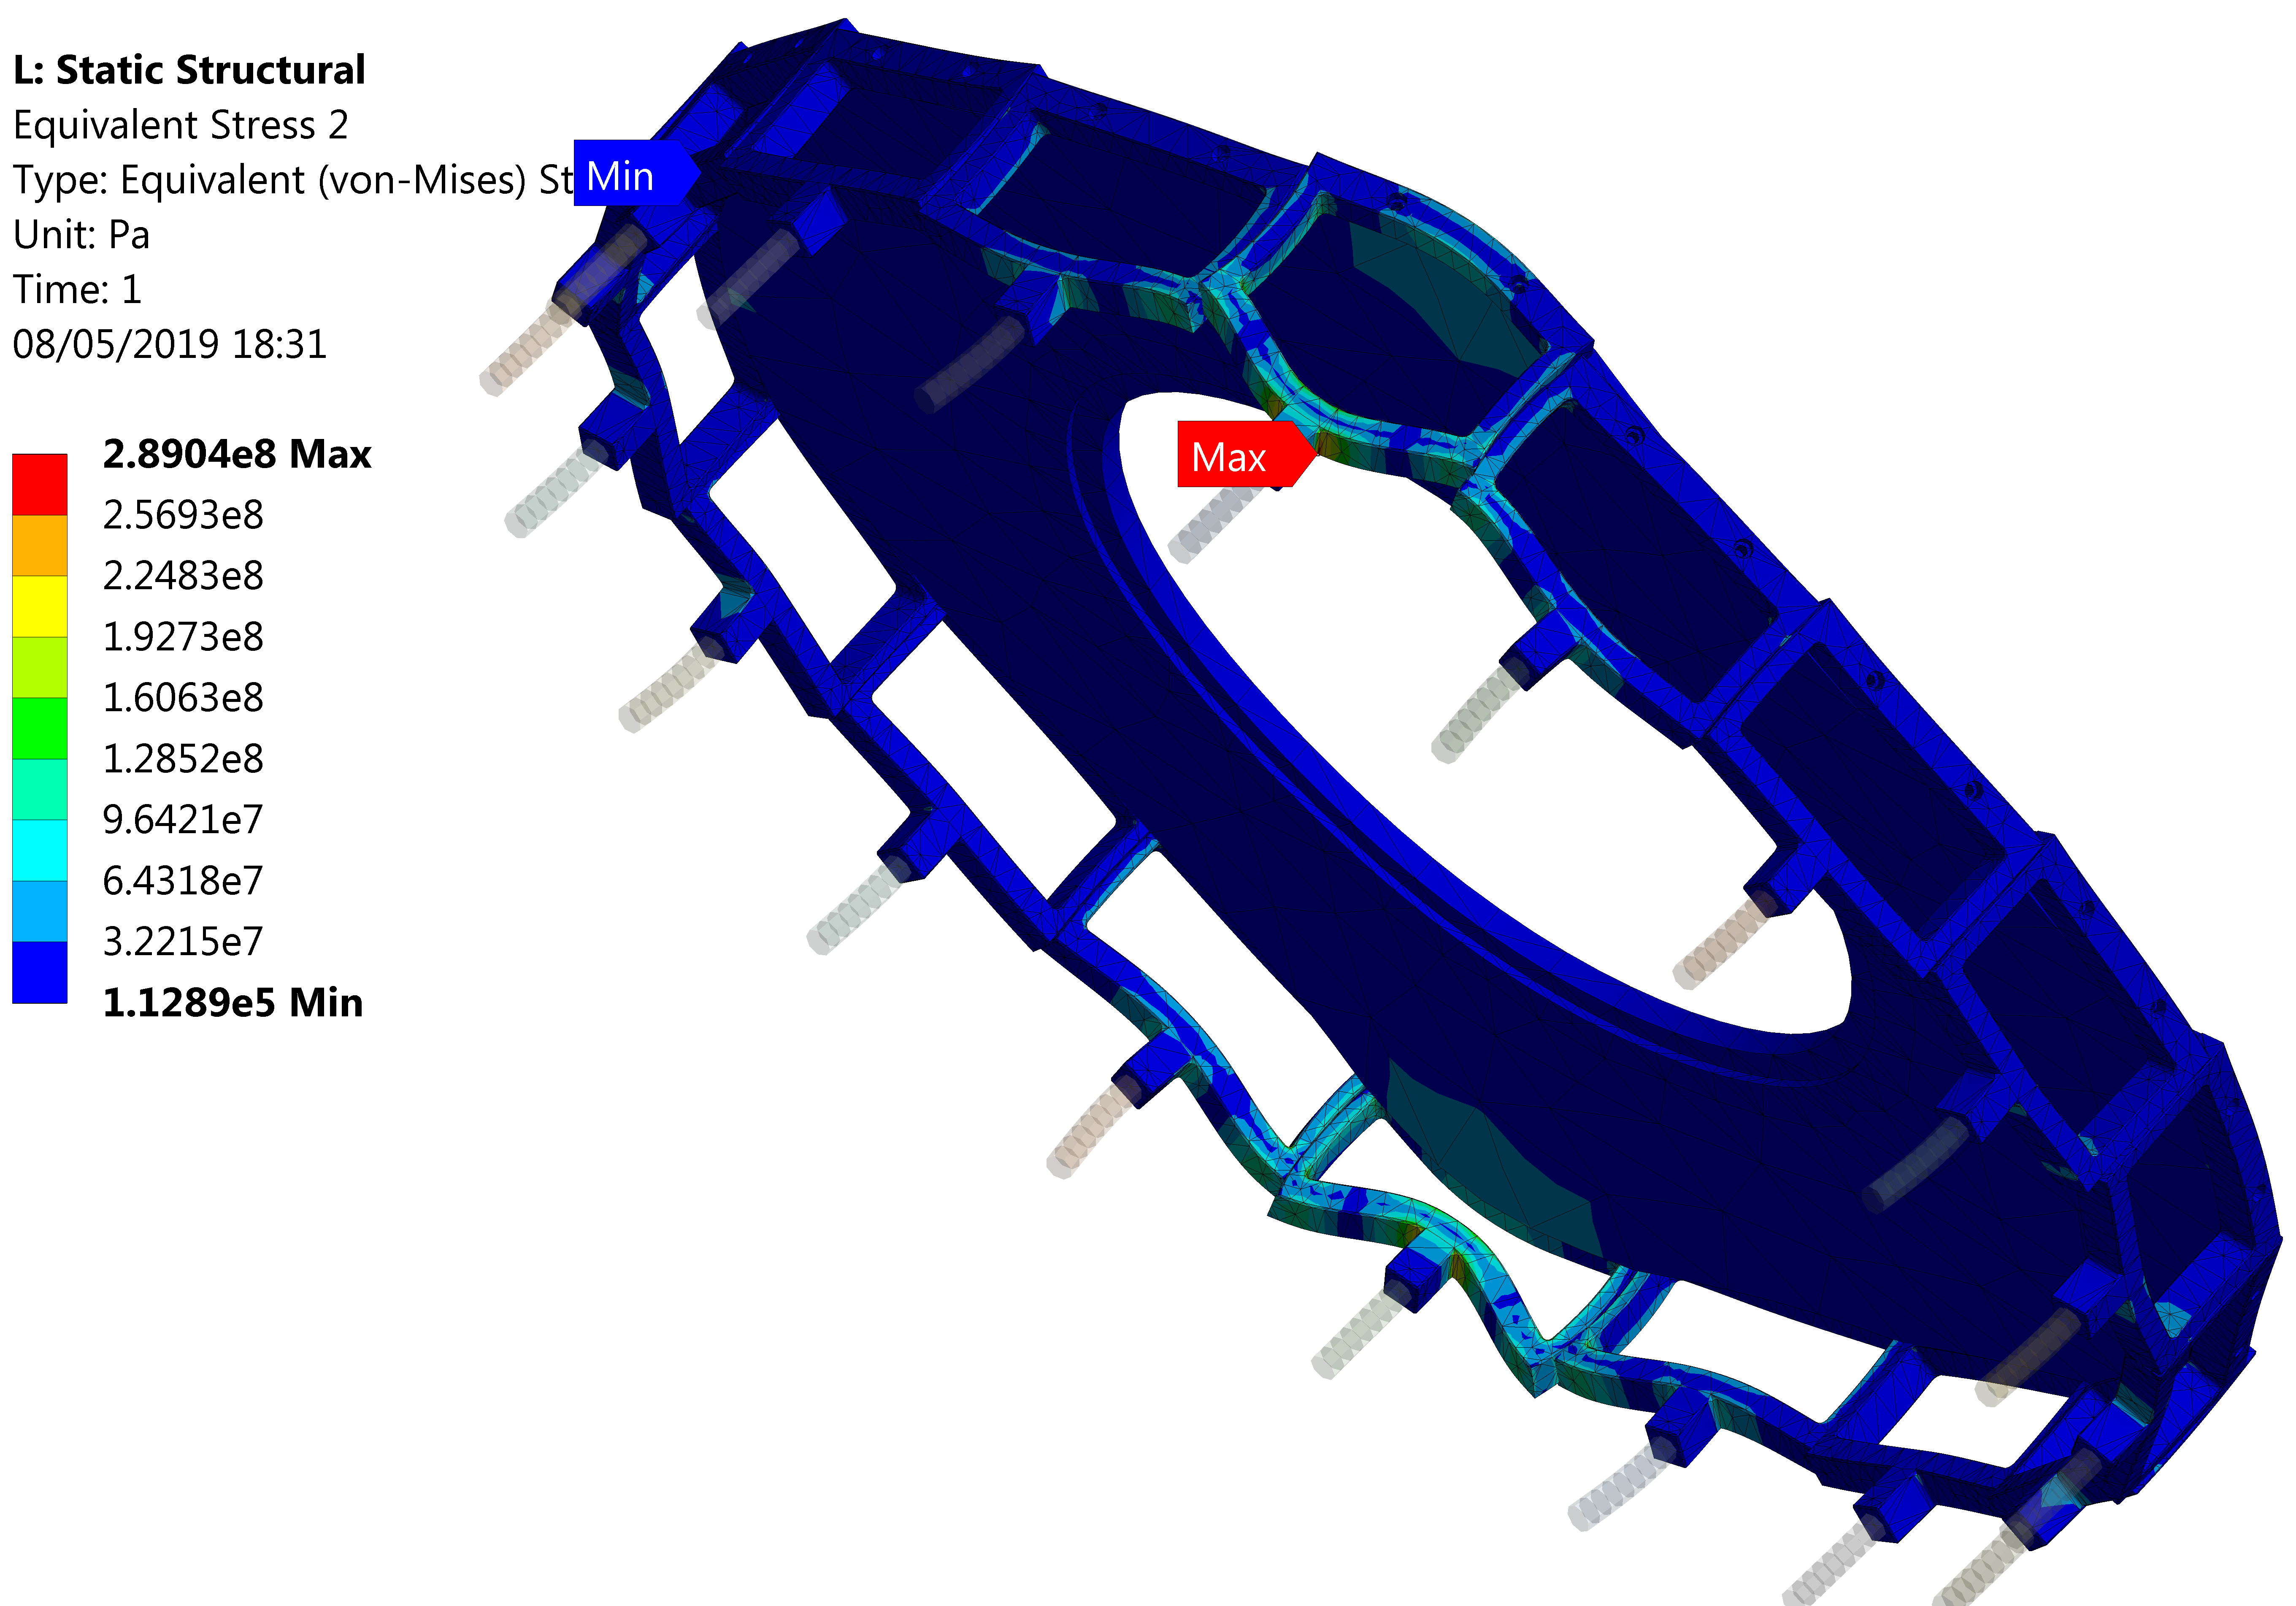 L: Static Structural
Equivalent Stress 2
Type: Equivalent (von-Mises) St
Unit: Pa
Time: 1
08/05/2019 18:31
Min
Max
2.8904e8 Max
2.5693e8
2.2483e8
1.9273e8
1.6063e8
1.2852e8
9.6421e7
6.4318e7
3.2215e7
1.1289e5 Min